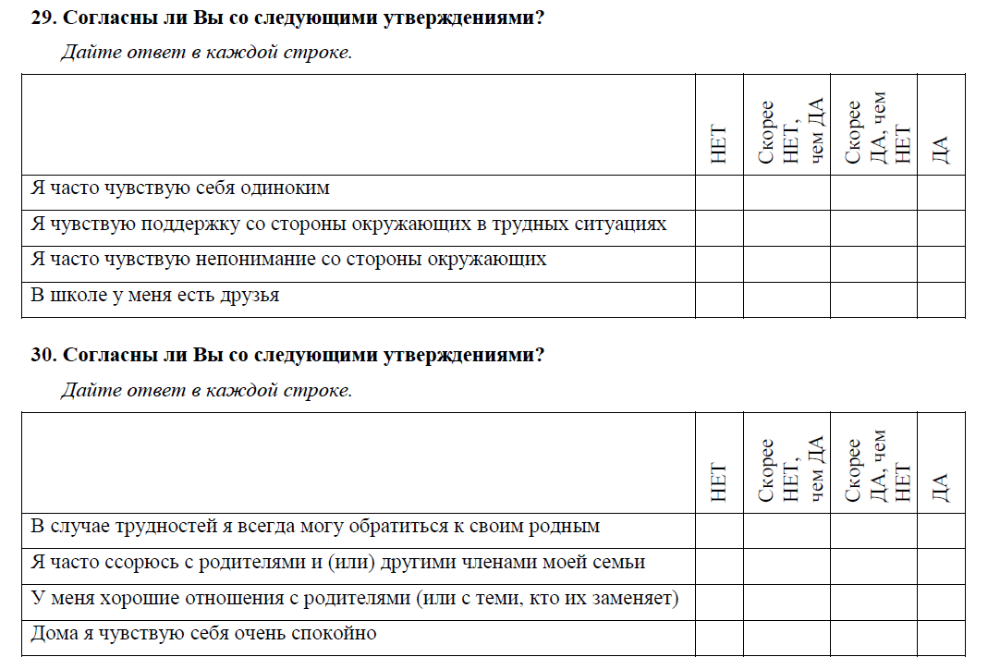 29. Согласны ли Вы со следующими утверждениями?
Дайте ответ в каждой строке.
НЕТ
Скорее
НЕТ,
чем ДА
Скорее
ДА, чем
НЕТ
ДА
Я часто чувствую себя одиноким
Я чувствую поддержку со стороны окружающих в трудных ситуациях
Я часто чувствую непонимание со стороны окружающих
В школе у меня есть друзья
30. Согласны ли Вы со следующими утверждениями?
Дайте ответ в каждой строке.
НЕТ
Скорее
НЕТ,
чем ДА
Скорее
ДА, чем
НЕТ
ДА
В случае трудностей я всегда могу обратиться к своим родным
Я часто ссорюсь с родителями и (или) другими членами моей семьи
У меня хорошие отношения с родителями (или с теми, кто их заменяет)
Дома я чувствую себя очень спокойно